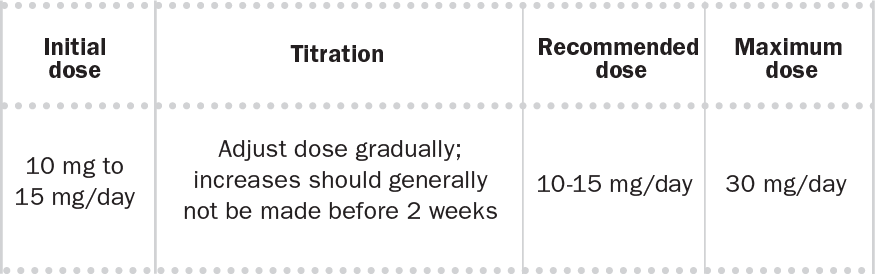 Initial
dose
Titration
Recommended
dose
Maximum
dose
10 mg to
15 mg/day
Adjust dose gradually;
increases should generally
not be made before 2 weeks
10-15 mg/day
30 mg/day